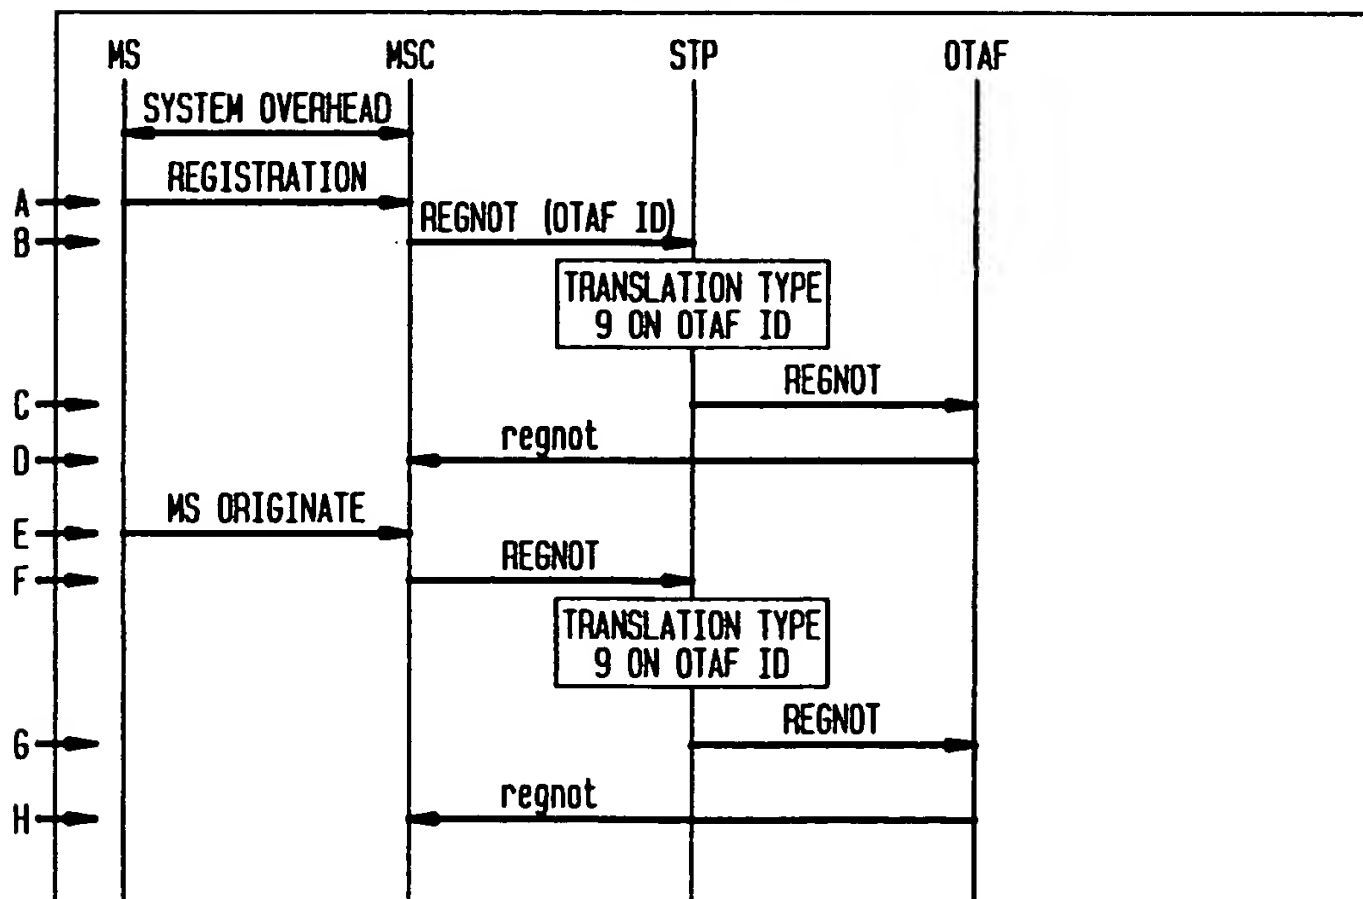 MS MSC STP OTAF
SYSTEM OVERHEAD
REGISTRATION
A
REGNOT (OTAF ID)
B
TRANSLATION TYPE
9 ON OTAF ID
REGNOT
C
regnot
D
MS ORIGINATE
E
REGNOT
F
TRANSLATION TYPE
9 ON OTAF ID
REGNOT
G
regnot
H